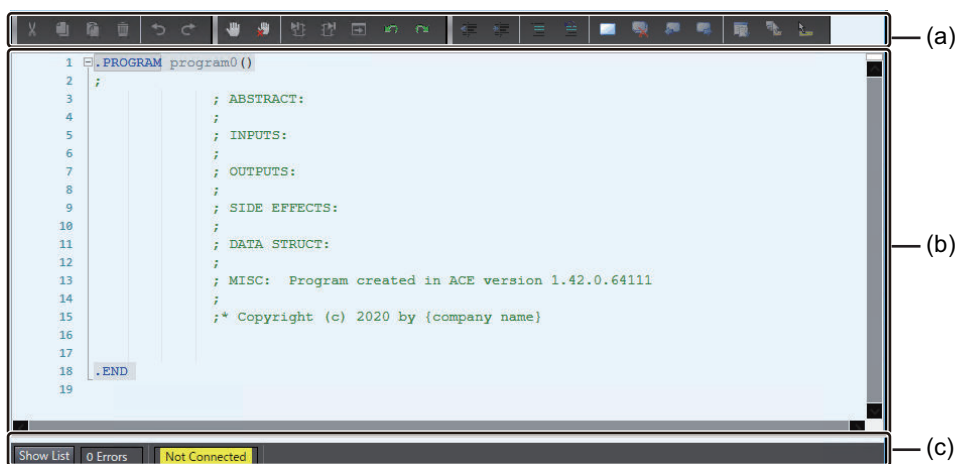 (a)
1 .PROGRAM program0()
2 ;
3 ; ABSTRACT:
4 ;
5 ; INPUTS:
6 ;
7 ; OUTPUTS:
8 ;
9 ; SIDE EFFECTS:
10 ;
11 ; DATA STRUCT:
12 ;
13 ; MISC:  Program created in ACE version 1.42.0.64111
14 ;
15 ;* Copyright (c) 2020 by {company name}
16
17
18 .END
19
(b)
Show List 0 Errors Not Connected
(c)